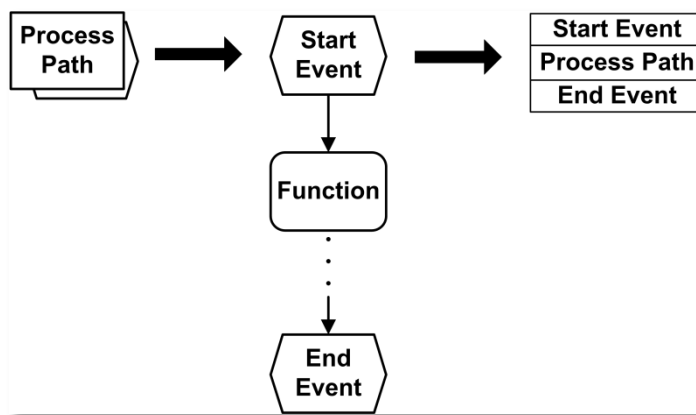 Process
Path
Start
Event
Function
End
Event
Start Event
Process Path
End Event